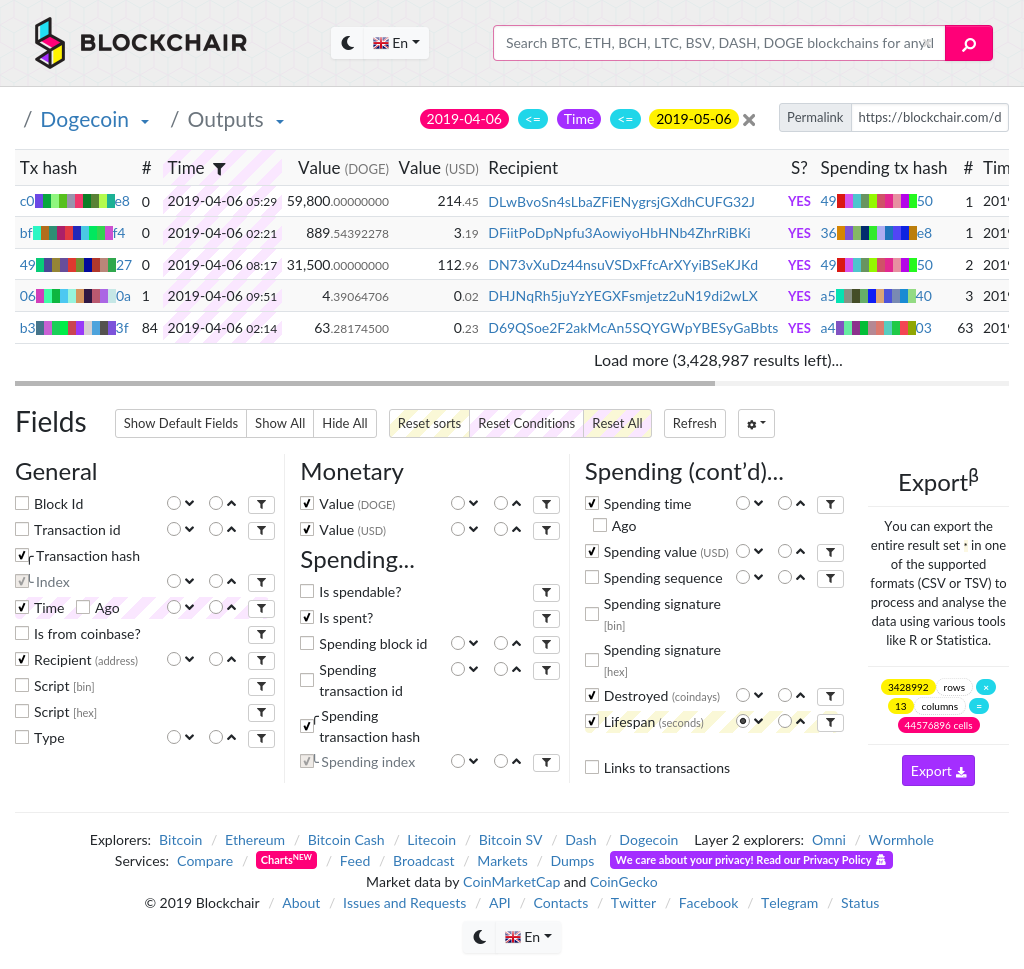 BLOCKCHAIR
En
Search BTC, ETH, BCH, LTC, BSV, DASH, DOGE blockchains for
/ Dogecoin / Outputs
2019-04-06 <= Time <= 2019-05-06
Permalink https://blockchair.com/d
Tx hash # Time Value (DOGE) Value (USD) Recipient S? Spending tx hash # Tim
c0 e8 0 2019-04-06 05:29 59,800.00000000 214.45 DLwBvoSn4sLbaZFiENygrsjGXdhCUFG32J YES 49 50 1 2019
bf f4 0 2019-04-06 02:21 889.54392278 3.19 DFiitPoDpNpfu3AowiyoHbHNb4ZhrRiBKi YES 36 e8 1 2019
49 27 0 2019-04-06 08:17 31,500.00000000 112.96 DN73vXuDz44nsuVSDxFfcArXYyiBSeKJKd YES 49 50 2 2019
06 0a 1 2019-04-06 09:51 4.39064706 0.02 DHJNqRh5juYzYEGXFsmjetz2uN19di2wLX YES a5 40 3 2019
b3 3f 84 2019-04-06 02:14 63.28174500 0.23 D69QSoe2F2akMcAn5SQYGWpYBESyGaBbts YES a4 03 63 2019
Load more (3,428,987 results left)...
Fields
Show Default Fields Show All Hide All Reset sorts Reset Conditions Reset All Refresh
General
Block Id
Transaction id
Transaction hash
Index
Time Ago
Is from coinbase?
Recipient (address)
Script [bin]
Script [hex]
Type
Monetary
Value (DOGE)
Value (USD)
Spending...
Is spendable?
Is spent?
Spending block id
Spending
transaction id
Spending
transaction hash
Spending index
Spending (cont’d)...
Spending time
Ago
Spending value (USD)
Spending sequence
Spending signature
[bin]
Spending signature
[hex]
Destroyed (coindays)
Lifespan (seconds)
Links to transactions
Exportβ
You can export the
entire result set * in one
of the supported
formats (CSV or TSV) to
process and analyse the
data using various tools
like R or Statistica.
3428992 rows ×
13 columns =
44576896 cells
Export
Explorers: Bitcoin / Ethereum / Bitcoin Cash / Litecoin / Bitcoin SV / Dash / Dogecoin Layer 2 explorers: Omni / Wormhole
Services: Compare / Charts NEW / Feed / Broadcast / Markets / Dumps We care about your privacy! Read our Privacy Policy
Market data by CoinMarketCap and CoinGecko
© 2019 Blockchair / About / Issues and Requests / API / Contacts / Twitter / Facebook / Telegram / Status
En